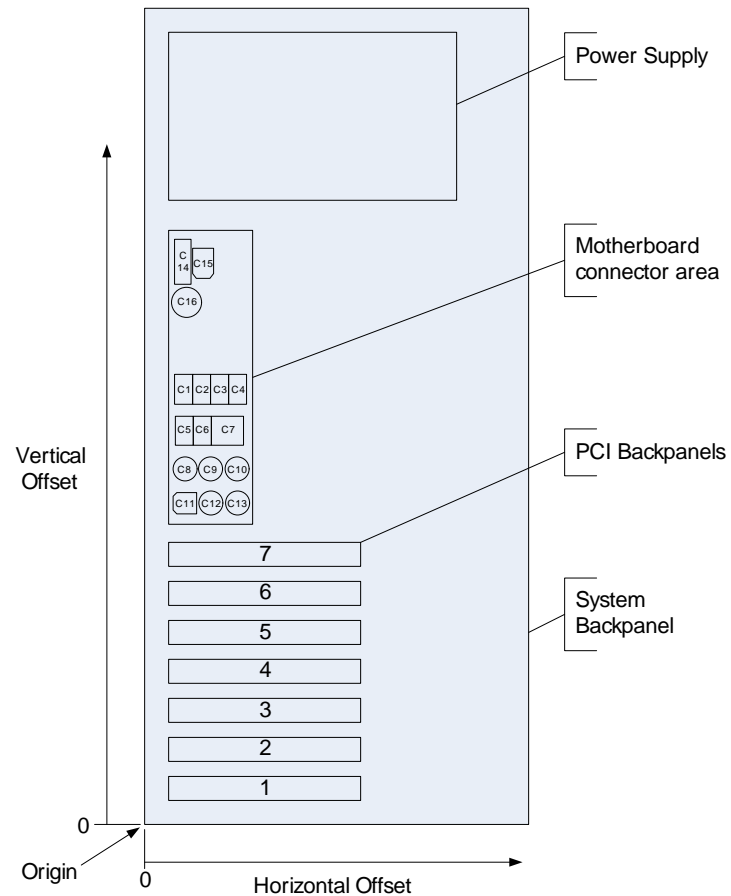 Power Supply
Motherboard
connector area
C
14
C15
C16
C1 C2 C3 C4
C5 C6 C7
C8 C9 C10
C11 C12 C13
Vertical
Offset
PCI Backpanels
7
6
5
4
3
2
1
System
Backpanel
0
Origin
0
Horizontal Offset